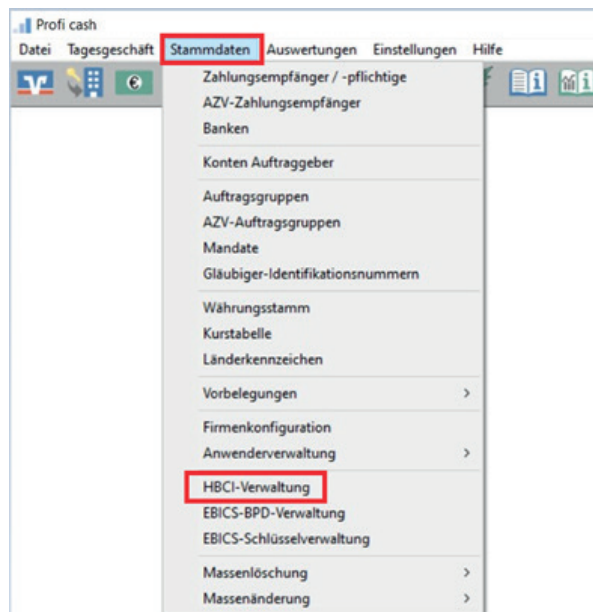 Profi cash
Datei Tagesgeschäft Stammdaten Auswertungen Einstellungen Hilfe
Zahlungsempfänger / -pflichtige
AZV-Zahlungsempfänger
Banken
Konten Auftraggeber
Auftragsgruppen
AZV-Auftragsgruppen
Mandate
Gläubiger-Identifikationsnummern
Währungsstamm
Kurstabelle
Länderkennzeichen
Vorbelegungen
Firmenkonfiguration
Anwenderverwaltung
HBCI-Verwaltung
EBICS-BPD-Verwaltung
EBICS-Schlüsselverwaltung
Massenlöschung
Massenänderung